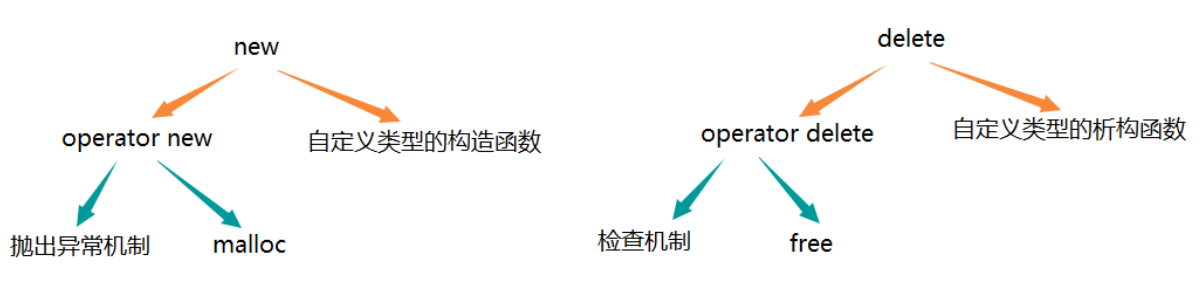 new
delete
operator new
自定义类型的构造函数
operator delete
自定义类型的析构函数
抛出异常机制
malloc
检查机制
free